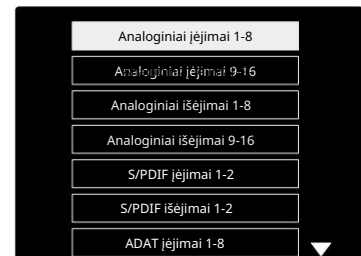 Analoginiai įėjimai 1-8
Analoginiai įėjimai 9-16
Analoginiai išėjimai 1-8
Analoginiai išėjimai 9-16
S/PDIF įėjimai 1-2
S/PDIF išėjimai 1-2
ADAT įėjimai 1-8